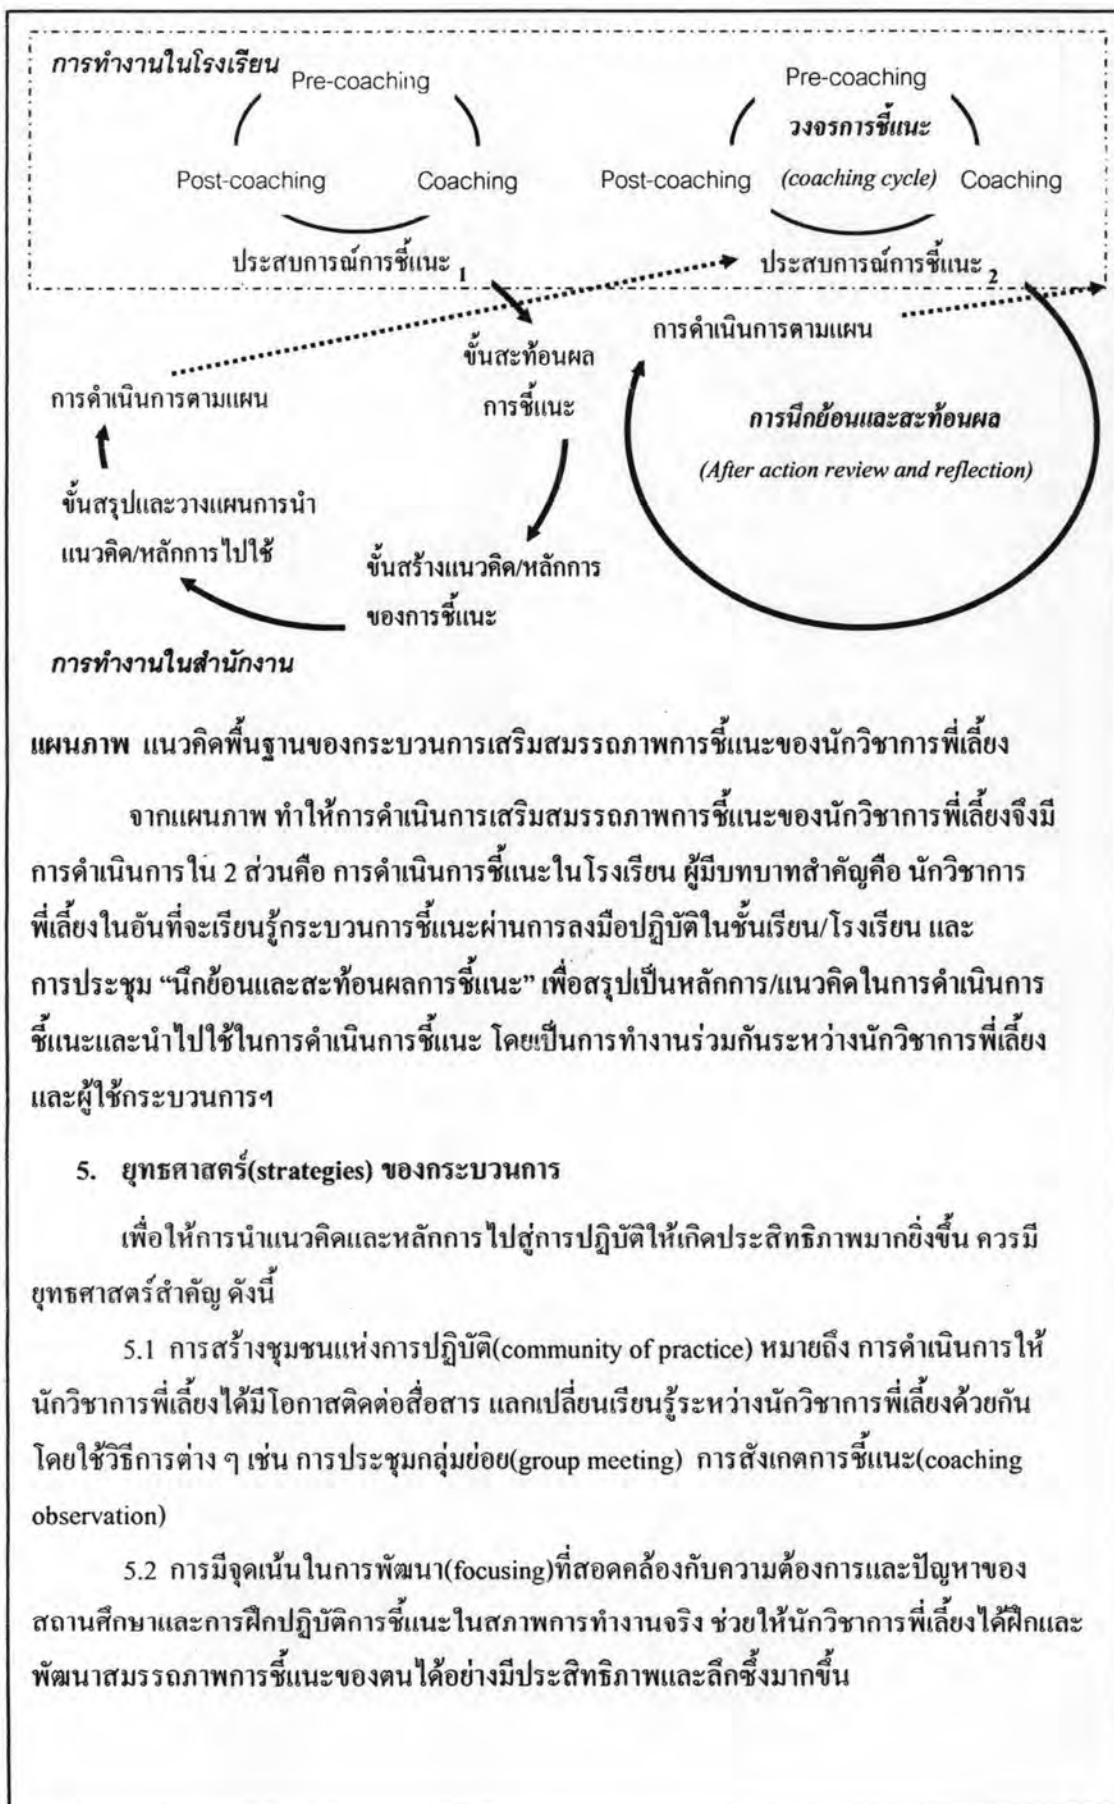 การทำงานในโรงเรียน
Pre-coaching
Post-coaching
Coaching
ประสบการณ์การชี้แนะ 1
Pre-coaching
วงจรการชี้แนะ
(coaching cycle)
Post-coaching
Coaching
ประสบการณ์การชี้แนะ 2
ขั้นสะท้อนผล
การชี้แนะ
การดำเนินการตามแผน
ขั้นสรุปและวางแผนการนำ
แนวคิด/หลักการไปใช้
ขั้นสร้างแนวคิด/หลักการ
ของการชี้แนะ
การดำเนินการตามแผน
การนึกย้อนและสะท้อนผล
(After action review and reflection)
การทำงานในสำนักงาน
แผนภาพ แนวคิดพื้นฐานของกระบวนการเสริมสมรรถภาพการชี้แนะของนักวิชาการพี่เลี้ยง
จากแผนภาพ ทำให้การดำเนินการเสริมสมรรถภาพการชี้แนะของนักวิชาการพี่เลี้ยงจึงมี
การดำเนินการใน 2 ส่วนคือ การดำเนินการชี้แนะในโรงเรียน ผู้มีบทบาทสำคัญคือ นักวิชาการ
พี่เลี้ยงในอันที่จะเรียนรู้กระบวนการชี้แนะผ่านการลงมือปฏิบัติในชั้นเรียน/โรงเรียน และ
การประชุม “นึกย้อนและสะท้อนผลการชี้แนะ” เพื่อสรุปเป็นหลักการ/แนวคิดในการดำเนินการ
ชี้แนะและนำไปใช้ในการดำเนินการชี้แนะ โดยเป็นการทำงานร่วมกันระหว่างนักวิชาการพี่เลี้ยง
และผู้ใช้กระบวนการฯ
5. ยุทธศาสตร์(strategies) ของกระบวนการ
เพื่อให้การนำแนวคิดและหลักการไปสู่การปฏิบัติให้เกิดประสิทธิภาพมากยิ่งขึ้น ควรมี
ยุทธศาสตร์สำคัญ ดังนี้
5.1 การสร้างชุมชนแห่งการปฏิบัติ(community of practice) หมายถึง การดำเนินการให้
นักวิชาการพี่เลี้ยงได้มีโอกาสติดต่อสื่อสาร แลกเปลี่ยนเรียนรู้ระหว่างนักวิชาการพี่เลี้ยงด้วยกัน
โดยใช้วิธีการต่าง ๆ เช่น การประชุมกลุ่มย่อย(group meeting) การสังเกตการชี้แนะ(coaching
observation)
5.2 การมีจุดเน้นในการพัฒนา(focusing)ที่สอดคล้องกับความต้องการและปัญหาของ
สถานศึกษาและการฝึกปฏิบัติการชี้แนะในสภาพการทำงานจริง ช่วยให้นักวิชาการพี่เลี้ยงได้ฝึกและ
พัฒนาสมรรถภาพการชี้แนะของตนได้อย่างมีประสิทธิภาพและลึกซึ้งมากขึ้น